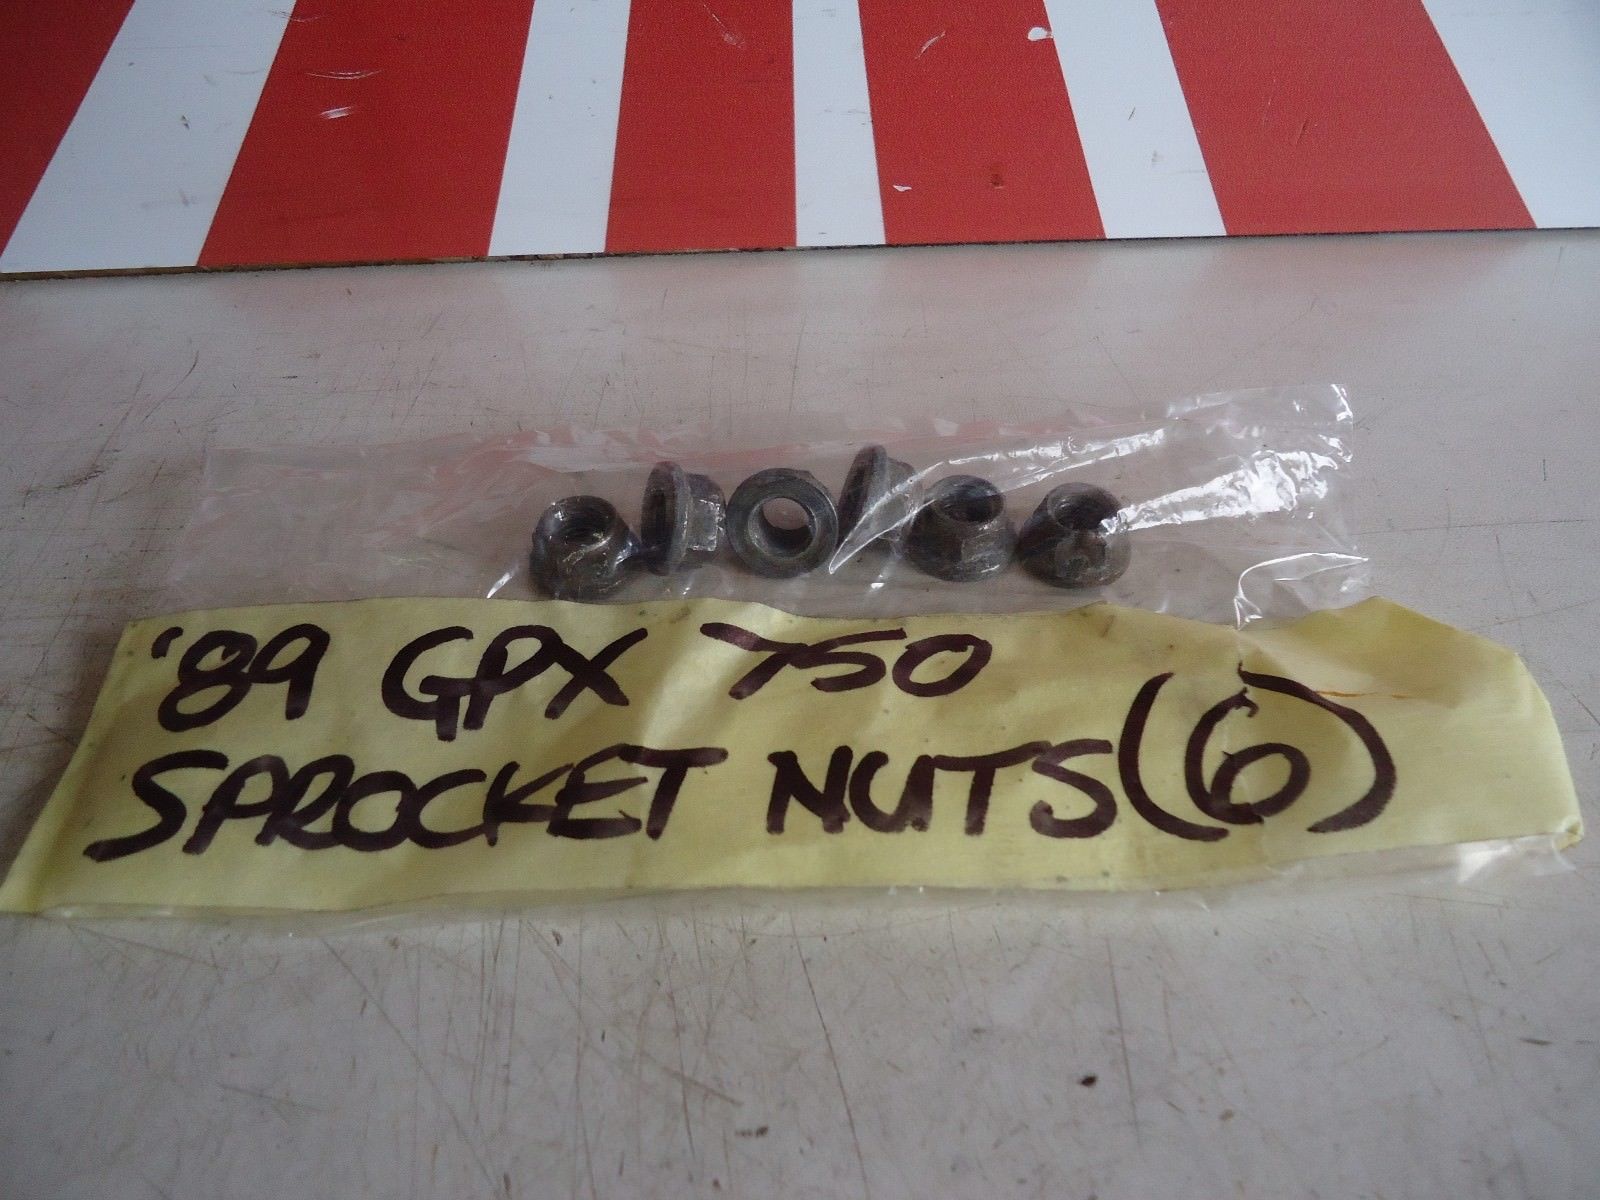 '89 GPX 750
SPROCKET NUTS (6)